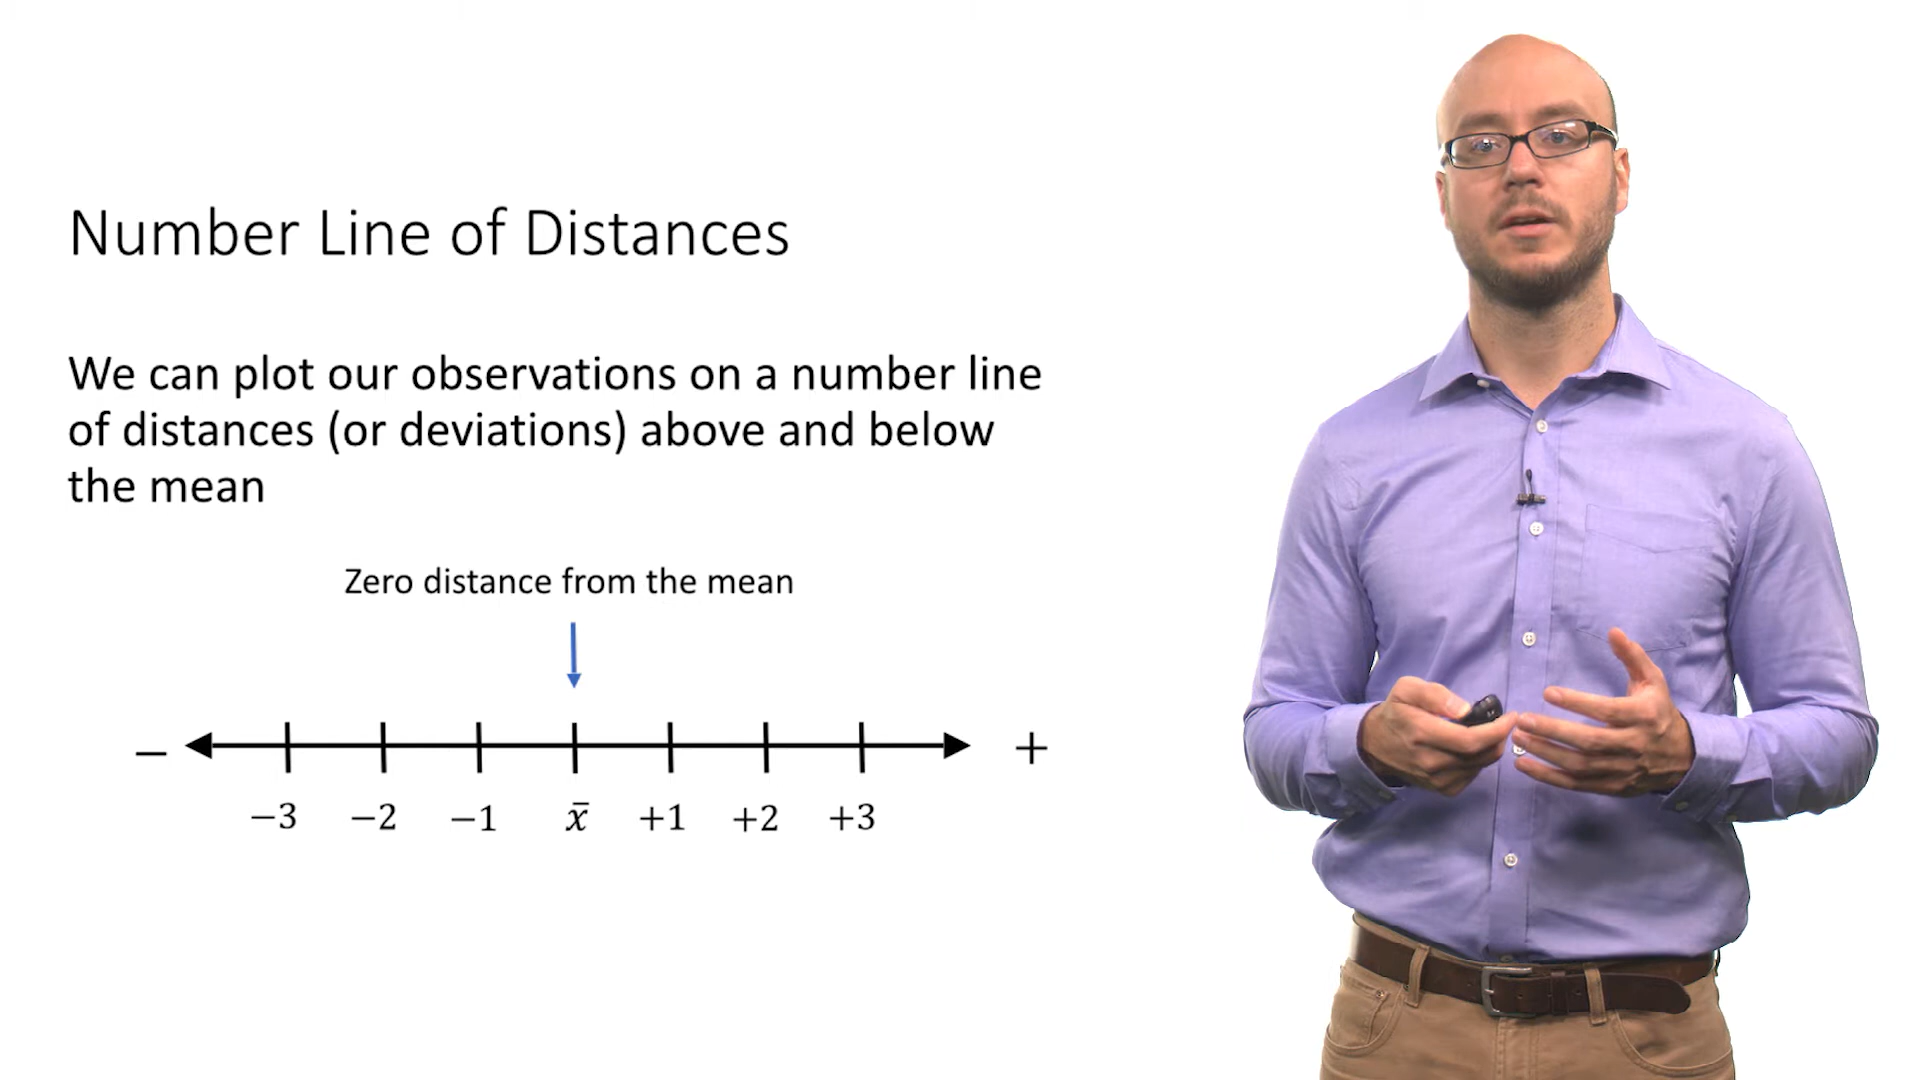 Number Line of Distances
We can plot our observations on a number line
of distances (or deviations) above and below
the mean
Zero distance from the mean
− +
−3 −2 −1 x̄ +1 +2 +3